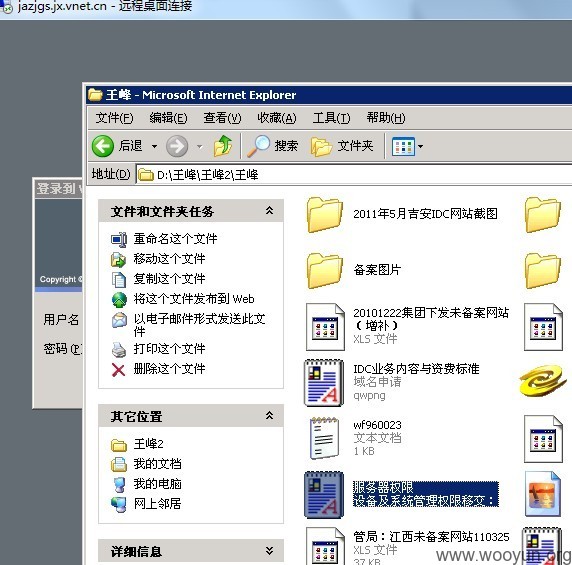 jazjgs.jx.vnet.cn - 远程桌面连接
王峰 - Microsoft Internet Explorer
文件(F) 编辑(E) 查看(V) 收藏(A) 工具(T) 帮助(H)
后退 搜索 文件夹
地址(D) D:\王峰\王峰2\王峰
登录到
Copyright ©
用户名
密码(P
文件和文件夹任务
重命名这个文件
移动这个文件
复制这个文件
将这个文件发布到 Web
以电子邮件形式发送此文
件
打印这个文件
删除这个文件
其它位置
王峰2
我的文档
我的电脑
网上邻居
详细信息
2011年5月吉安IDC网站截图
备案图片
20101222集团下发未备案网站
（增补）
XLS 文件
IDC业务内容与资费标准
域名申请
qwpng
wf960023
文本文档
1 KB
服务器权限
设备及系统管理权限移交：
管局：江西未备案网站110325
XLS 文件
37 KB
www.wooyun.org